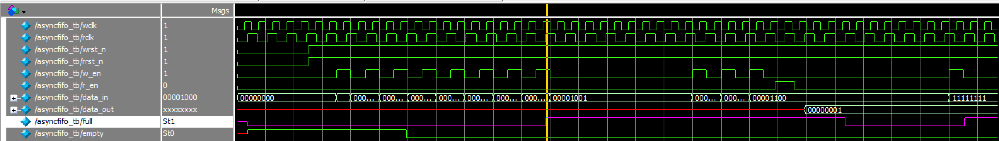 Msgs
/asyncfifo_tb/wclk 1
/asyncfifo_tb/rclk 1
/asyncfifo_tb/wrst_n 1
/asyncfifo_tb/rrst_n 1
/asyncfifo_tb/w_en 1
/asyncfifo_tb/r_en 0
/asyncfifo_tb/data_in 00001000 00000000 000... 000... 000... 000... 000... 000... 000... 00001001 000... 000... 00001100 11111111
/asyncfifo_tb/data_out xxxxxxxx 00000001
/asyncfifo_tb/full St1
/asyncfifo_tb/empty St0